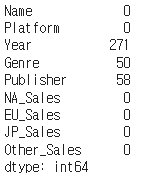 Name 0
Platform 0
Year 271
Genre 50
Publisher 58
NA_Sales 0
EU_Sales 0
JP_Sales 0
Other_Sales 0
dtype: int64